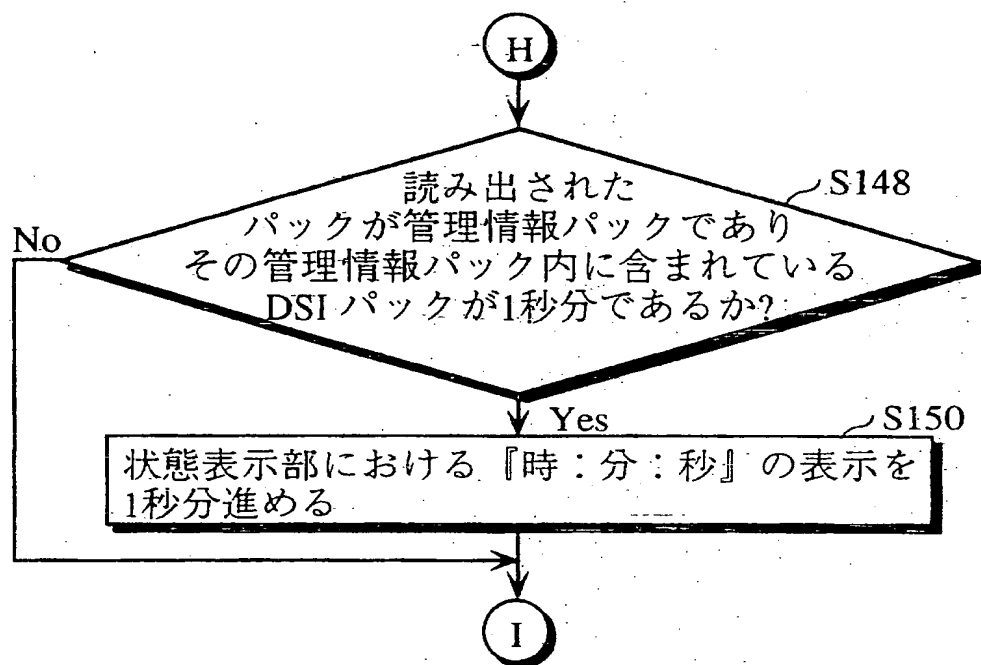 H
読み出された
S148
パックが管理情報パックであり
No
その管理情報パック内に含まれている
DSI パックが1秒分であるか?
Yes
S150
状態表示部における『時:分:秒』の表示を
1秒分進める
I